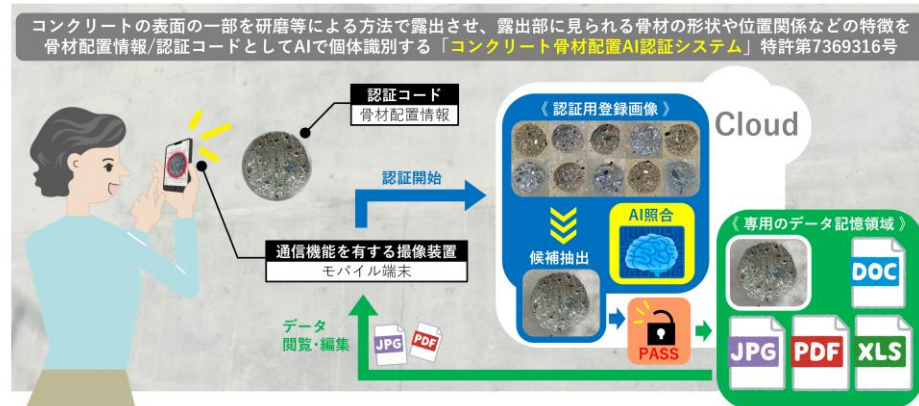 コンクリートの表面の一部を研磨等による方法で露出させ、露出部に見られる骨材の形状や位置関係などの特徴を
骨材配置情報/認証コードとしてAIで個体識別する「コンクリート骨材配置AI認証システム」特許第7369316号
認証コード
骨材配置情報
通信機能を有する撮像装置
モバイル端末
認証開始
《 認証用登録画像 》
Cloud
AI照合
候補抽出
PASS
《 専用のデータ記憶領域 》
DOC
JPG
PDF
XLS
データ
閲覧・編集
JPG
PDF